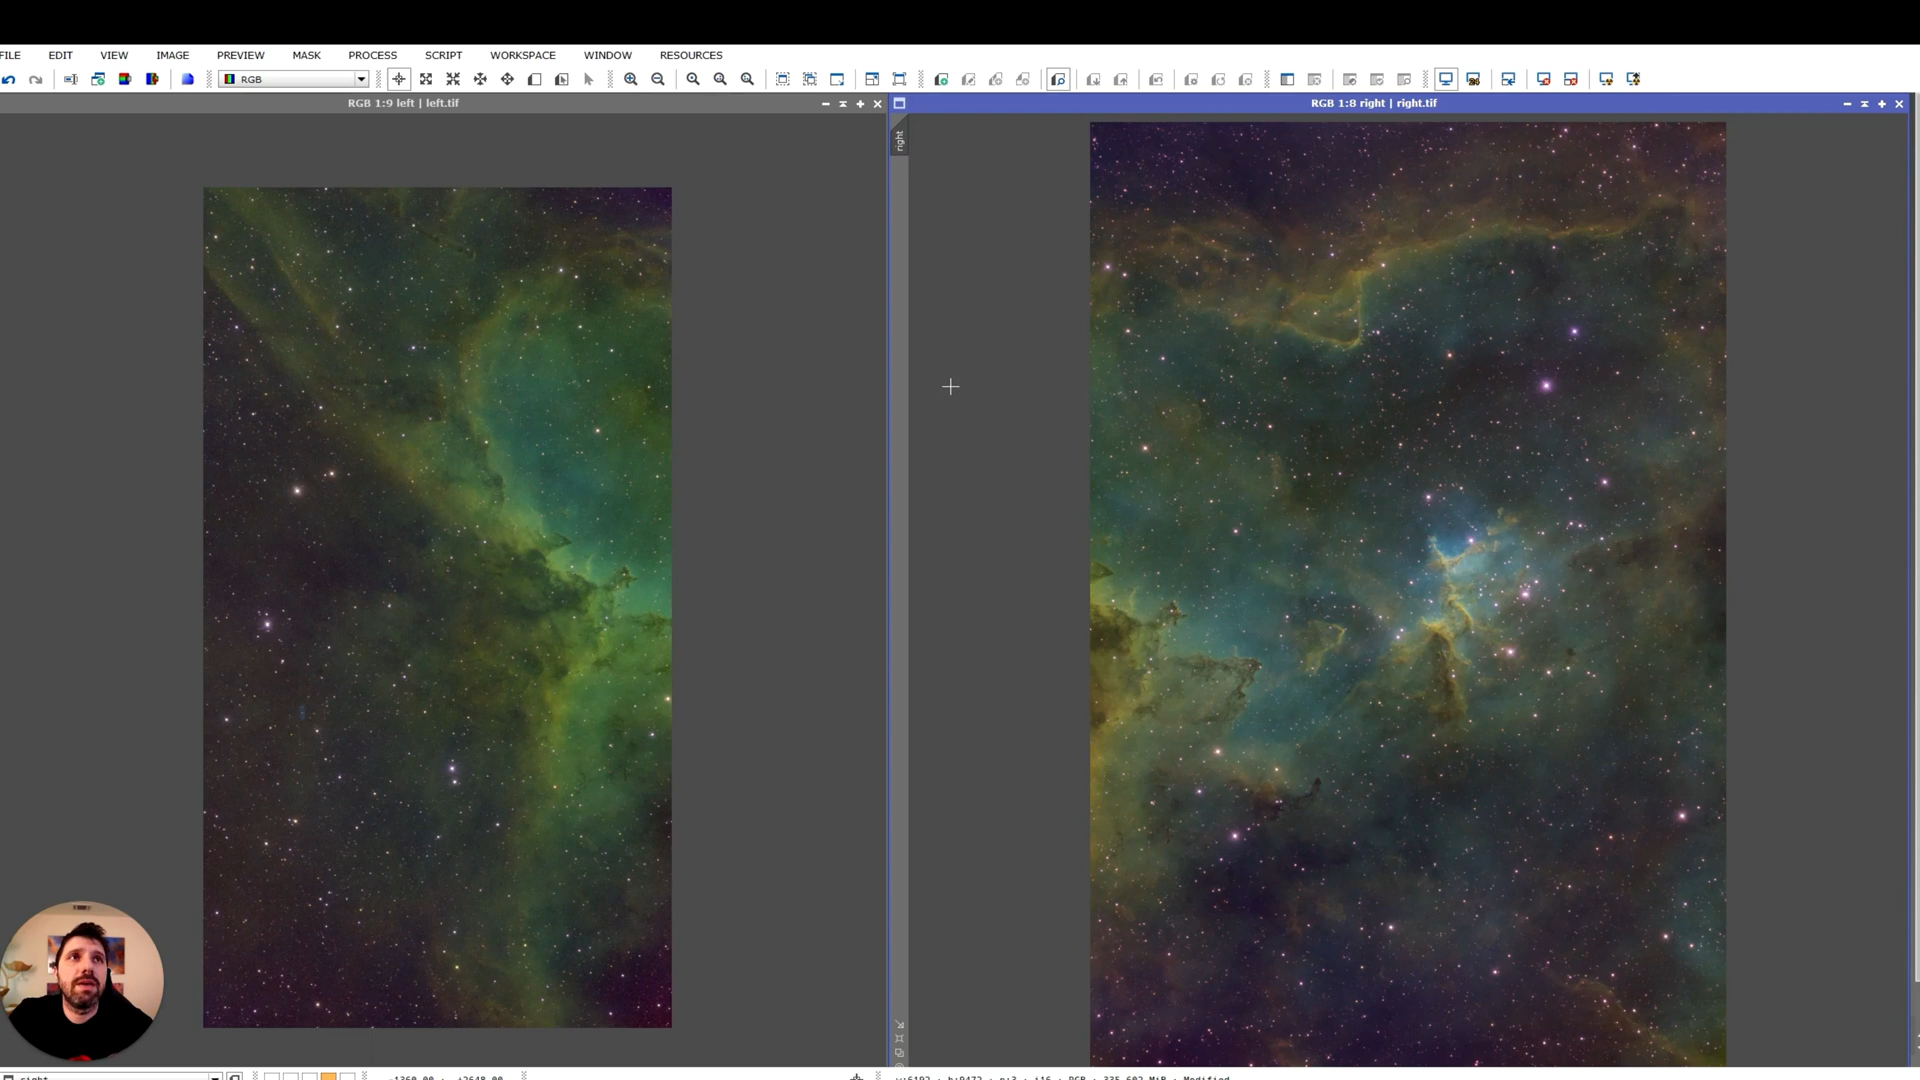 FILE EDIT VIEW IMAGE PREVIEW MASK PROCESS SCRIPT WORKSPACE WINDOW RESOURCES
RGB
RGB 1:9 left | left.tif
RGB 1:8 right | right.tif
right
right